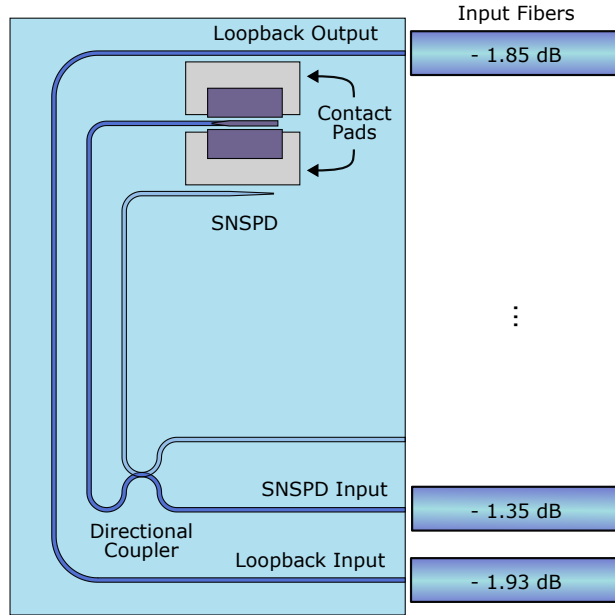 Input Fibers
Loopback Output
- 1.85 dB
Contact
Pads
SNSPD
⋮
SNSPD Input
- 1.35 dB
Directional
Coupler
Loopback Input
- 1.93 dB